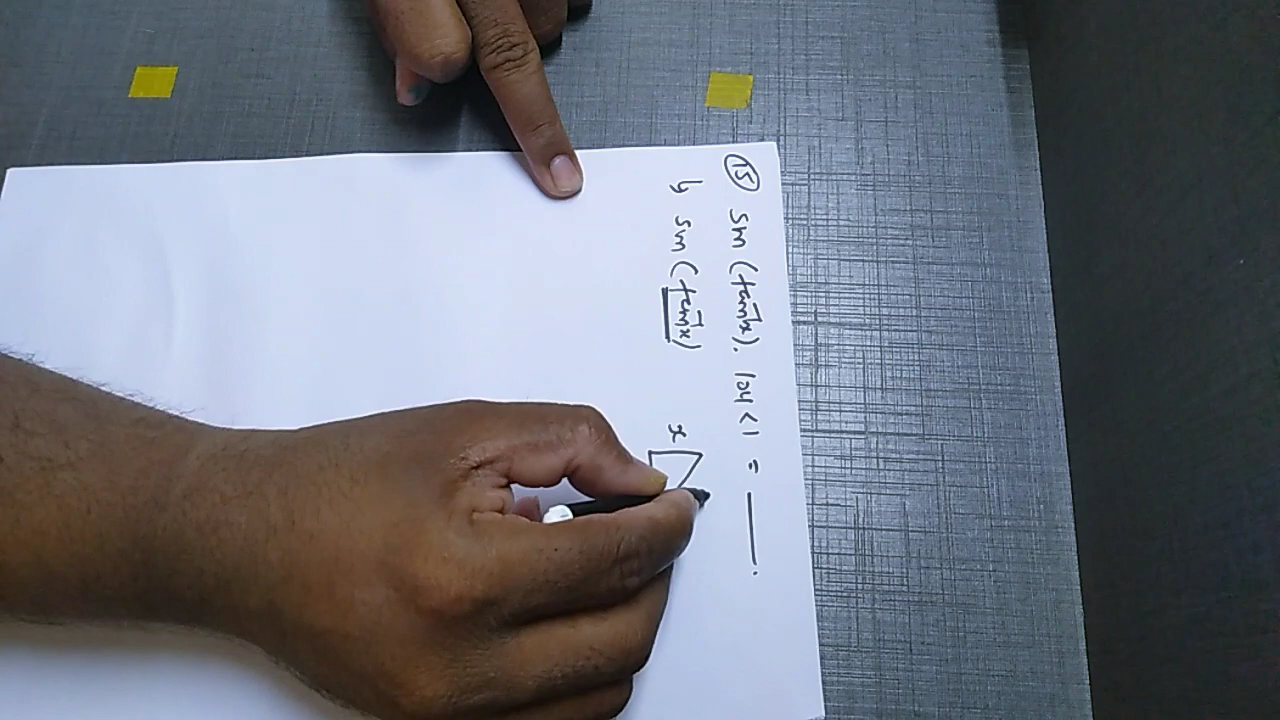 15 sin (tan⁻¹x), |x| < 1 = ____.
↳ sin (tan⁻¹x) x